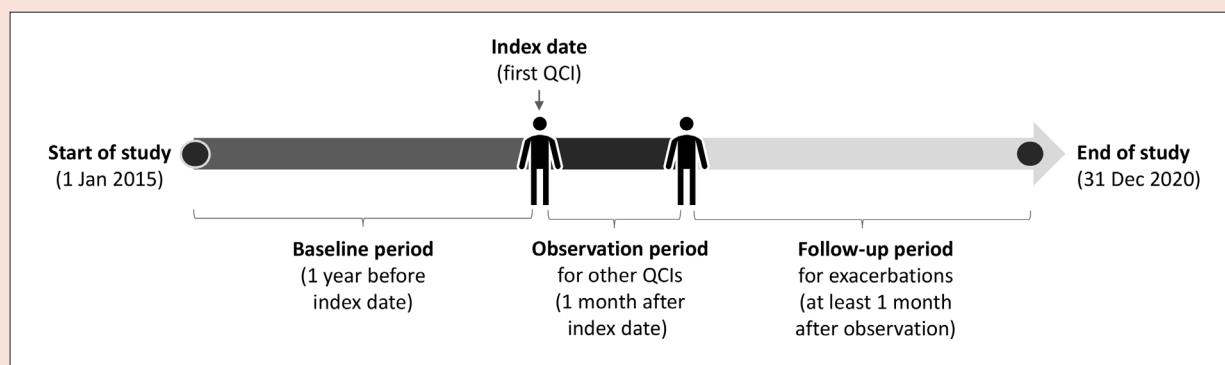 Index date
(first QCI)
Start of study
(1 Jan 2015)
End of study
(31 Dec 2020)
Baseline period
(1 year before
index date)
Observation period
for other QCIs
(1 month after
index date)
Follow-up period
for exacerbations
(at least 1 month
after observation)